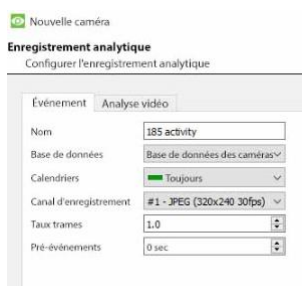 Nouvelle caméra
Enregistrement analytique
Configurer l'enregistrement analytique
Événement Analyse vidéo
Nom 185 activity
Base de données Base de données des caméras
Calendriers Toujours
Canal d'enregistrement #1 - JPEG (320x240 30fps)
Taux trames 1.0
Pré-événements 0 sec